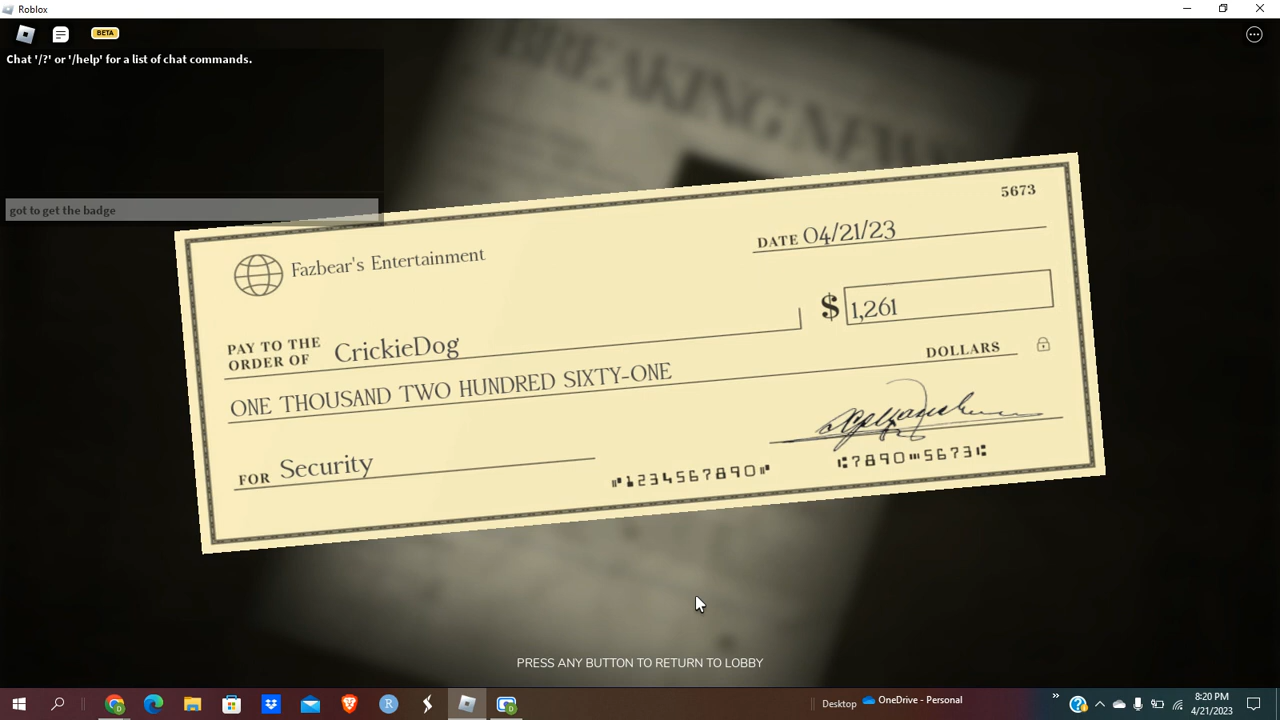 Roblox
BETA
Chat '/?' or '/help' for a list of chat commands.
got to get the badge
BREAKING NEWS
5673
DATE 04/21/23
Fazbear's Entertainment
$ 1,261
PAY TO THE
ORDER OF CrickieDog
ONE THOUSAND TWO HUNDRED SIXTY-ONE DOLLARS
FOR Security
⑈1234567890⑈ ⑆7890⑉5673⑆
PRESS ANY BUTTON TO RETURN TO LOBBY
Desktop
OneDrive - Personal
8:20 PM
4/21/2023